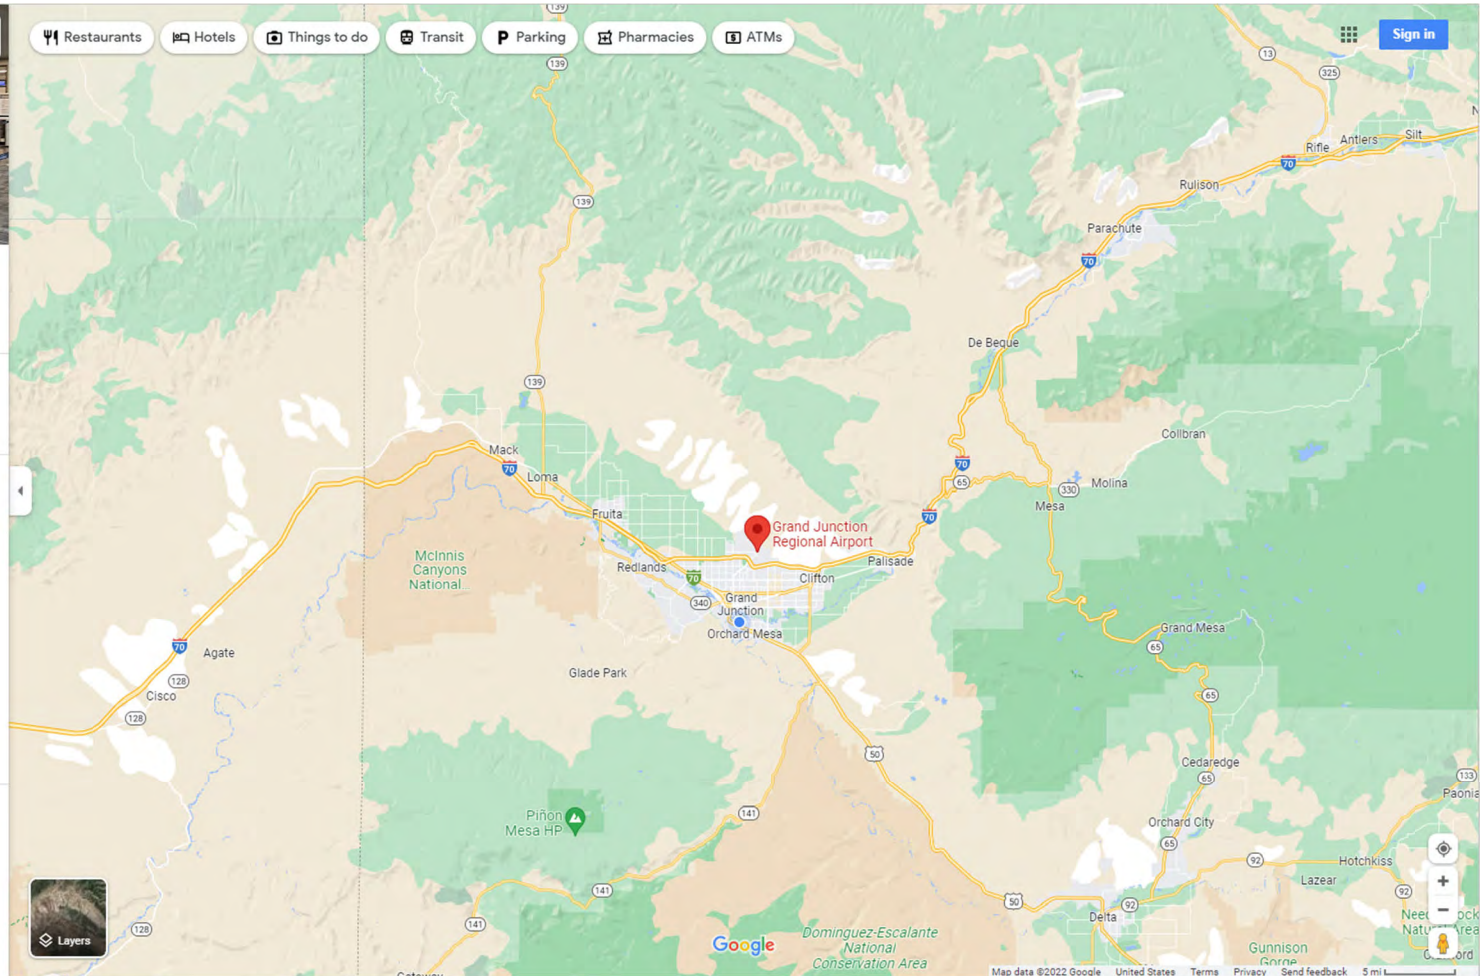 Restaurants
Hotels
Things to do
Transit
Parking
Pharmacies
ATMs
Sign in
139
139
13
325
Silt
Antlers
Rifle
70
Rulison
139
Parachute
70
De Beque
139
Collbran
Mack
70
70
Loma
65
Molina
330
Mesa
Fruita
70
Grand Junction
Regional Airport
McInnis
Canyons
National...
Redlands
Palisade
70
Clifton
340
Grand
Junction
Orchard Mesa
Grand Mesa
65
70
Agate
Glade Park
128
Cisco
65
128
50
Cedaredge
65
133
Paonia
Piñon
Mesa HP
141
Orchard City
65
92
Hotchkiss
Lazear
92
141
50
92
Delta
141
128
Layers
Google
Dominguez-Escalante
National
Conservation Area
Gunnison
Gorge
Map data ©2022 Google
United States
Terms
Privacy
Send feedback
5 mi